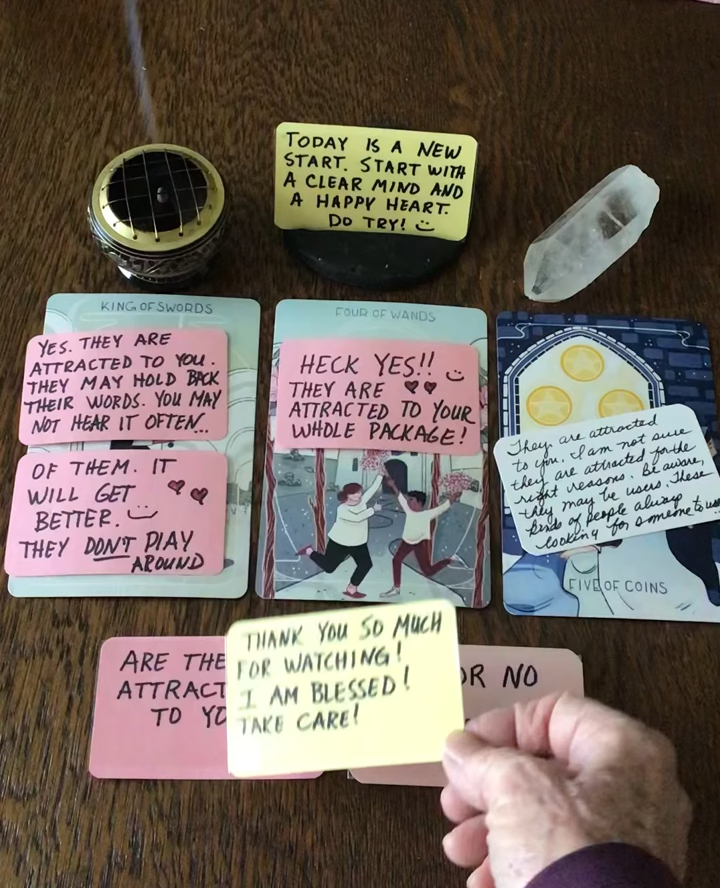 TODAY IS A NEW
START. START WITH
A CLEAR MIND AND
A HAPPY HEART.
DO TRY!
KING OF SWORDS
YES. THEY ARE
ATTRACTED TO YOU.
THEY MAY HOLD BACK
THEIR WORDS. YOU MAY
NOT HEAR IT OFTEN..
OF THEM. IT
WILL GET
BETTER.
THEY DON'T PLAY
AROUND
FOUR OF WANDS
HECK YES!!
THEY ARE
ATTRACTED TO YOUR
WHOLE PACKAGE!
They are attracted
to you. I am not sure
they are attracted for the
right reasons. Be aware,
they may be users. These
kinds of people always
looking for someone to
FIVE OF COINS
ARE THE
ATTRACT
TO YO
OR NO
THANK YOU SO MUCH
FOR WATCHING!
I AM BLESSED!
TAKE CARE!